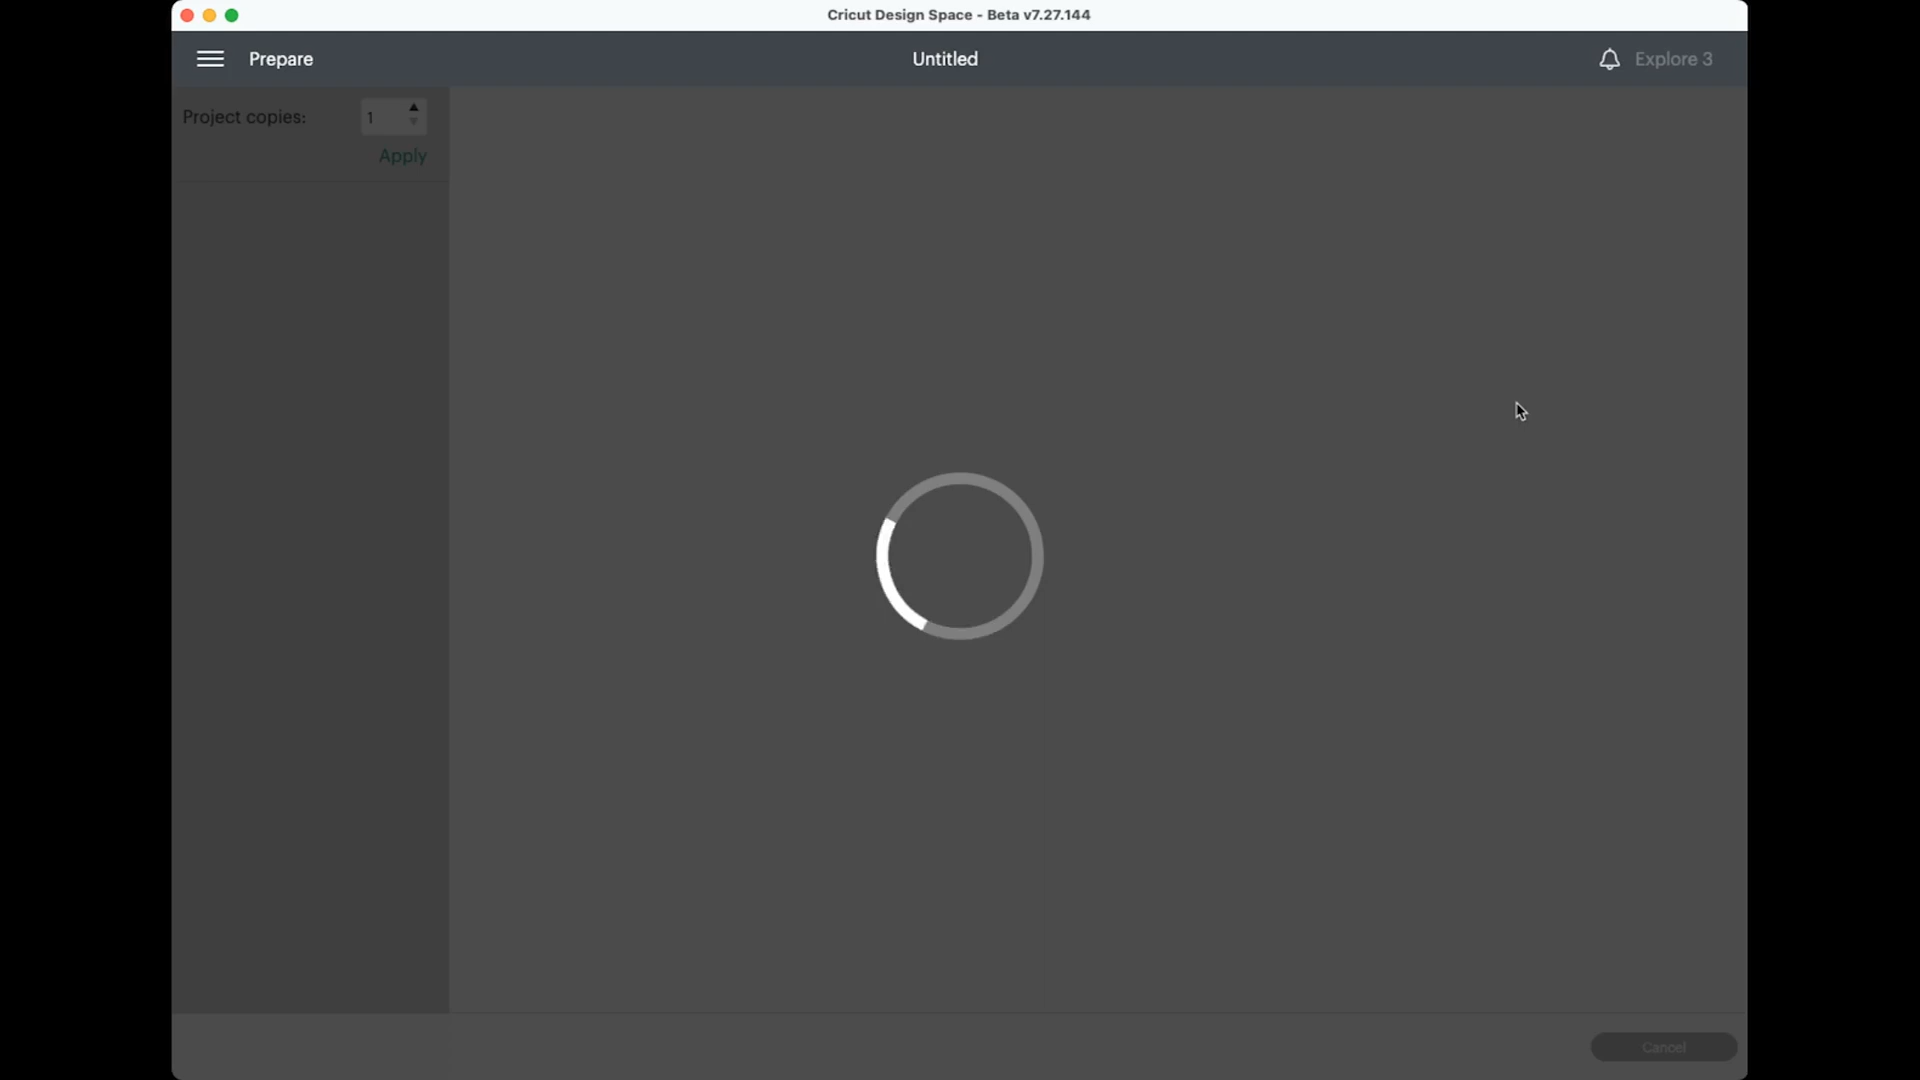 Cricut Design Space - Beta v7.27.144
Prepare
Untitled
Explore 3
Project copies:
1
Apply
Cancel